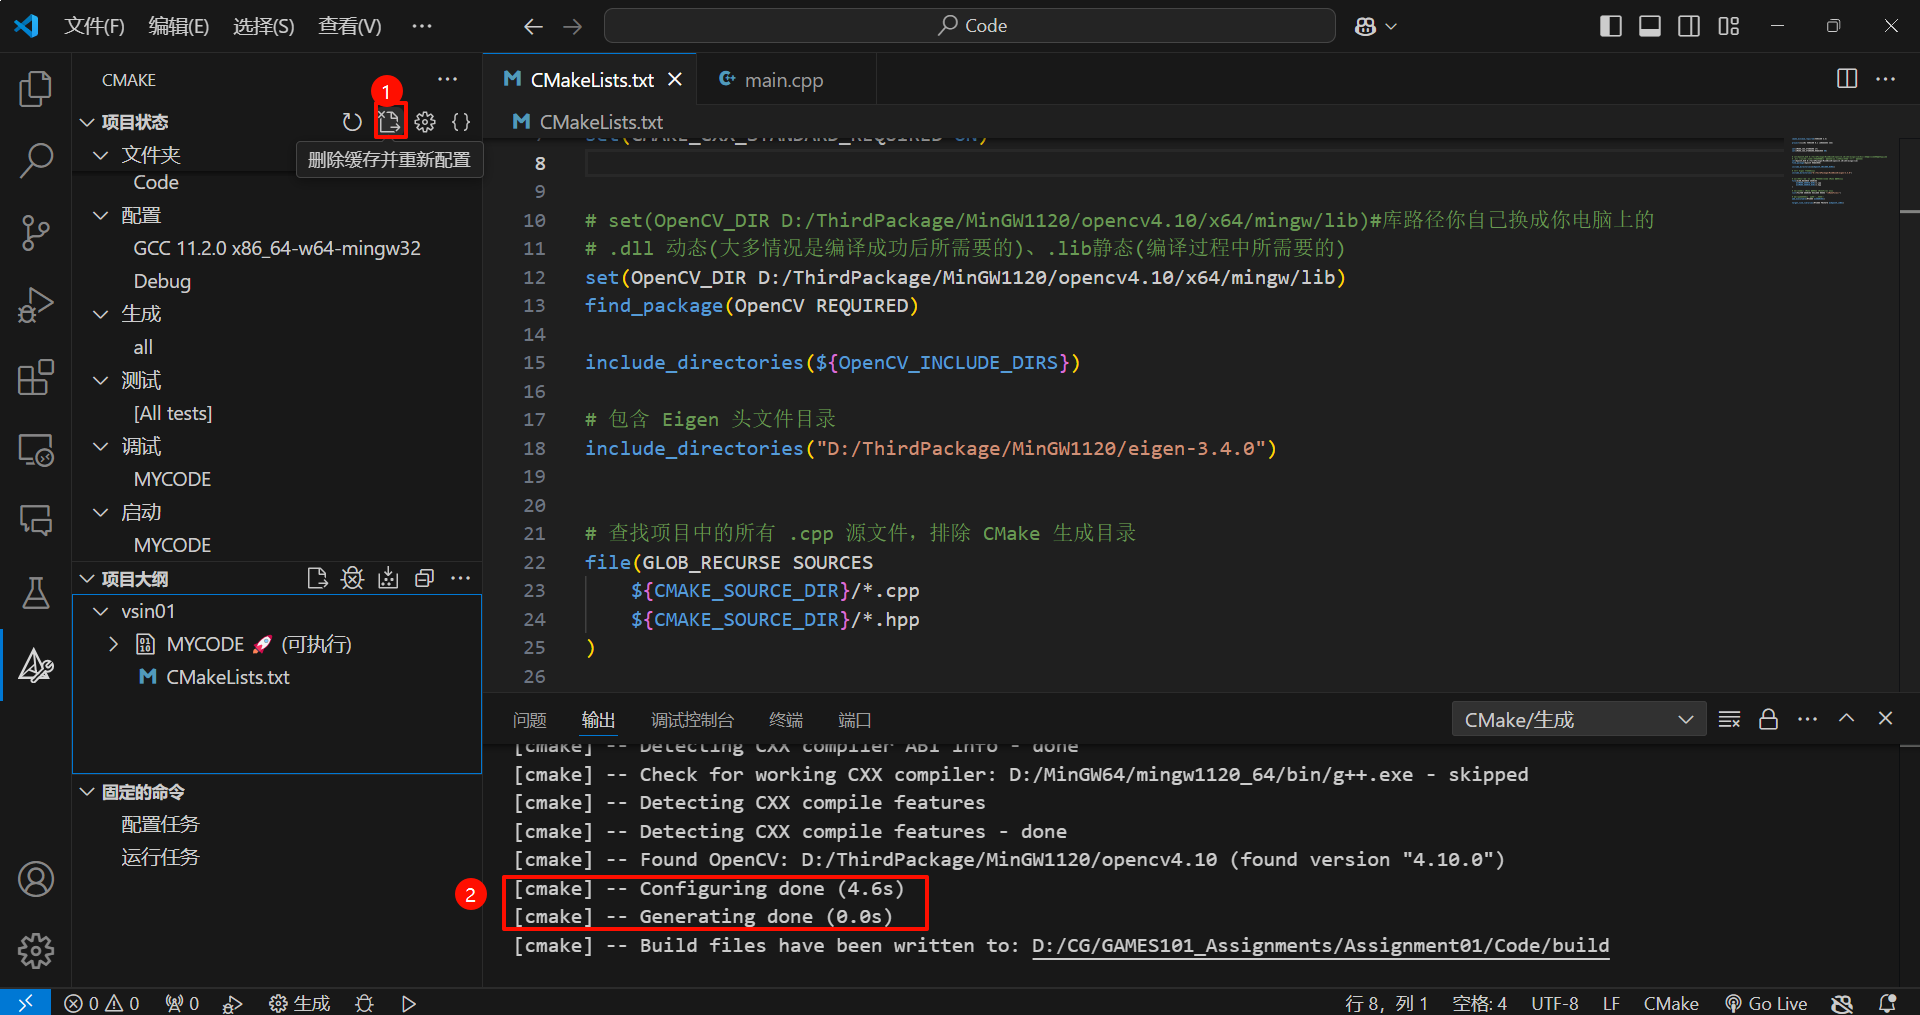 文件(F) 编辑(E) 选择(S) 查看(V) ··· Code
CMAKE
1
项目状态
删除缓存并重新配置
文件夹
Code
配置
GCC 11.2.0 x86_64-w64-mingw32
Debug
生成
all
测试
[All tests]
调试
MYCODE
启动
MYCODE
项目大纲
vsin01
MYCODE 🚀 (可执行)
CMakeLists.txt
固定的命令
配置任务
运行任务
CMakeLists.txt main.cpp
CMakeLists.txt
7 set(CMAKE_CXX_STANDARD_REQUIRED ON)
8
9
10 # set(OpenCV_DIR D:/ThirdPackage/MinGW1120/opencv4.10/x64/mingw/lib)#库路径你自己换成你电脑上的
11 # .dll 动态(大多情况是编译成功后所需要的)、.lib静态(编译过程中所需要的)
12 set(OpenCV_DIR D:/ThirdPackage/MinGW1120/opencv4.10/x64/mingw/lib)
13 find_package(OpenCV REQUIRED)
14
15 include_directories(${OpenCV_INCLUDE_DIRS})
16
17 # 包含 Eigen 头文件目录
18 include_directories("D:/ThirdPackage/MinGW1120/eigen-3.4.0")
19
20
21 # 查找项目中的所有 .cpp 源文件，排除 CMake 生成目录
22 file(GLOB_RECURSE SOURCES
23 ${CMAKE_SOURCE_DIR}/*.cpp
24 ${CMAKE_SOURCE_DIR}/*.hpp
25 )
26
问题 输出 调试控制台 终端 端口 CMake/生成
[cmake] -- Detecting CXX compiler ABI info - done
[cmake] -- Check for working CXX compiler: D:/MinGW64/mingw1120_64/bin/g++.exe - skipped
[cmake] -- Detecting CXX compile features
[cmake] -- Detecting CXX compile features - done
[cmake] -- Found OpenCV: D:/ThirdPackage/MinGW1120/opencv4.10 (found version "4.10.0")
2
[cmake] -- Configuring done (4.6s)
[cmake] -- Generating done (0.0s)
[cmake] -- Build files have been written to: D:/CG/GAMES101_Assignments/Assignment01/Code/build
0 0 0 生成 行 8，列 1 空格: 4 UTF-8 LF CMake Go Live